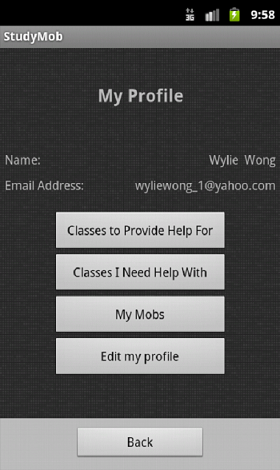 3G 9:58
StudyMob
My Profile
Name: Wylie Wong
Email Address: wyliewong_1@yahoo.com
Classes to Provide Help For
Classes I Need Help With
My Mobs
Edit my profile
Back